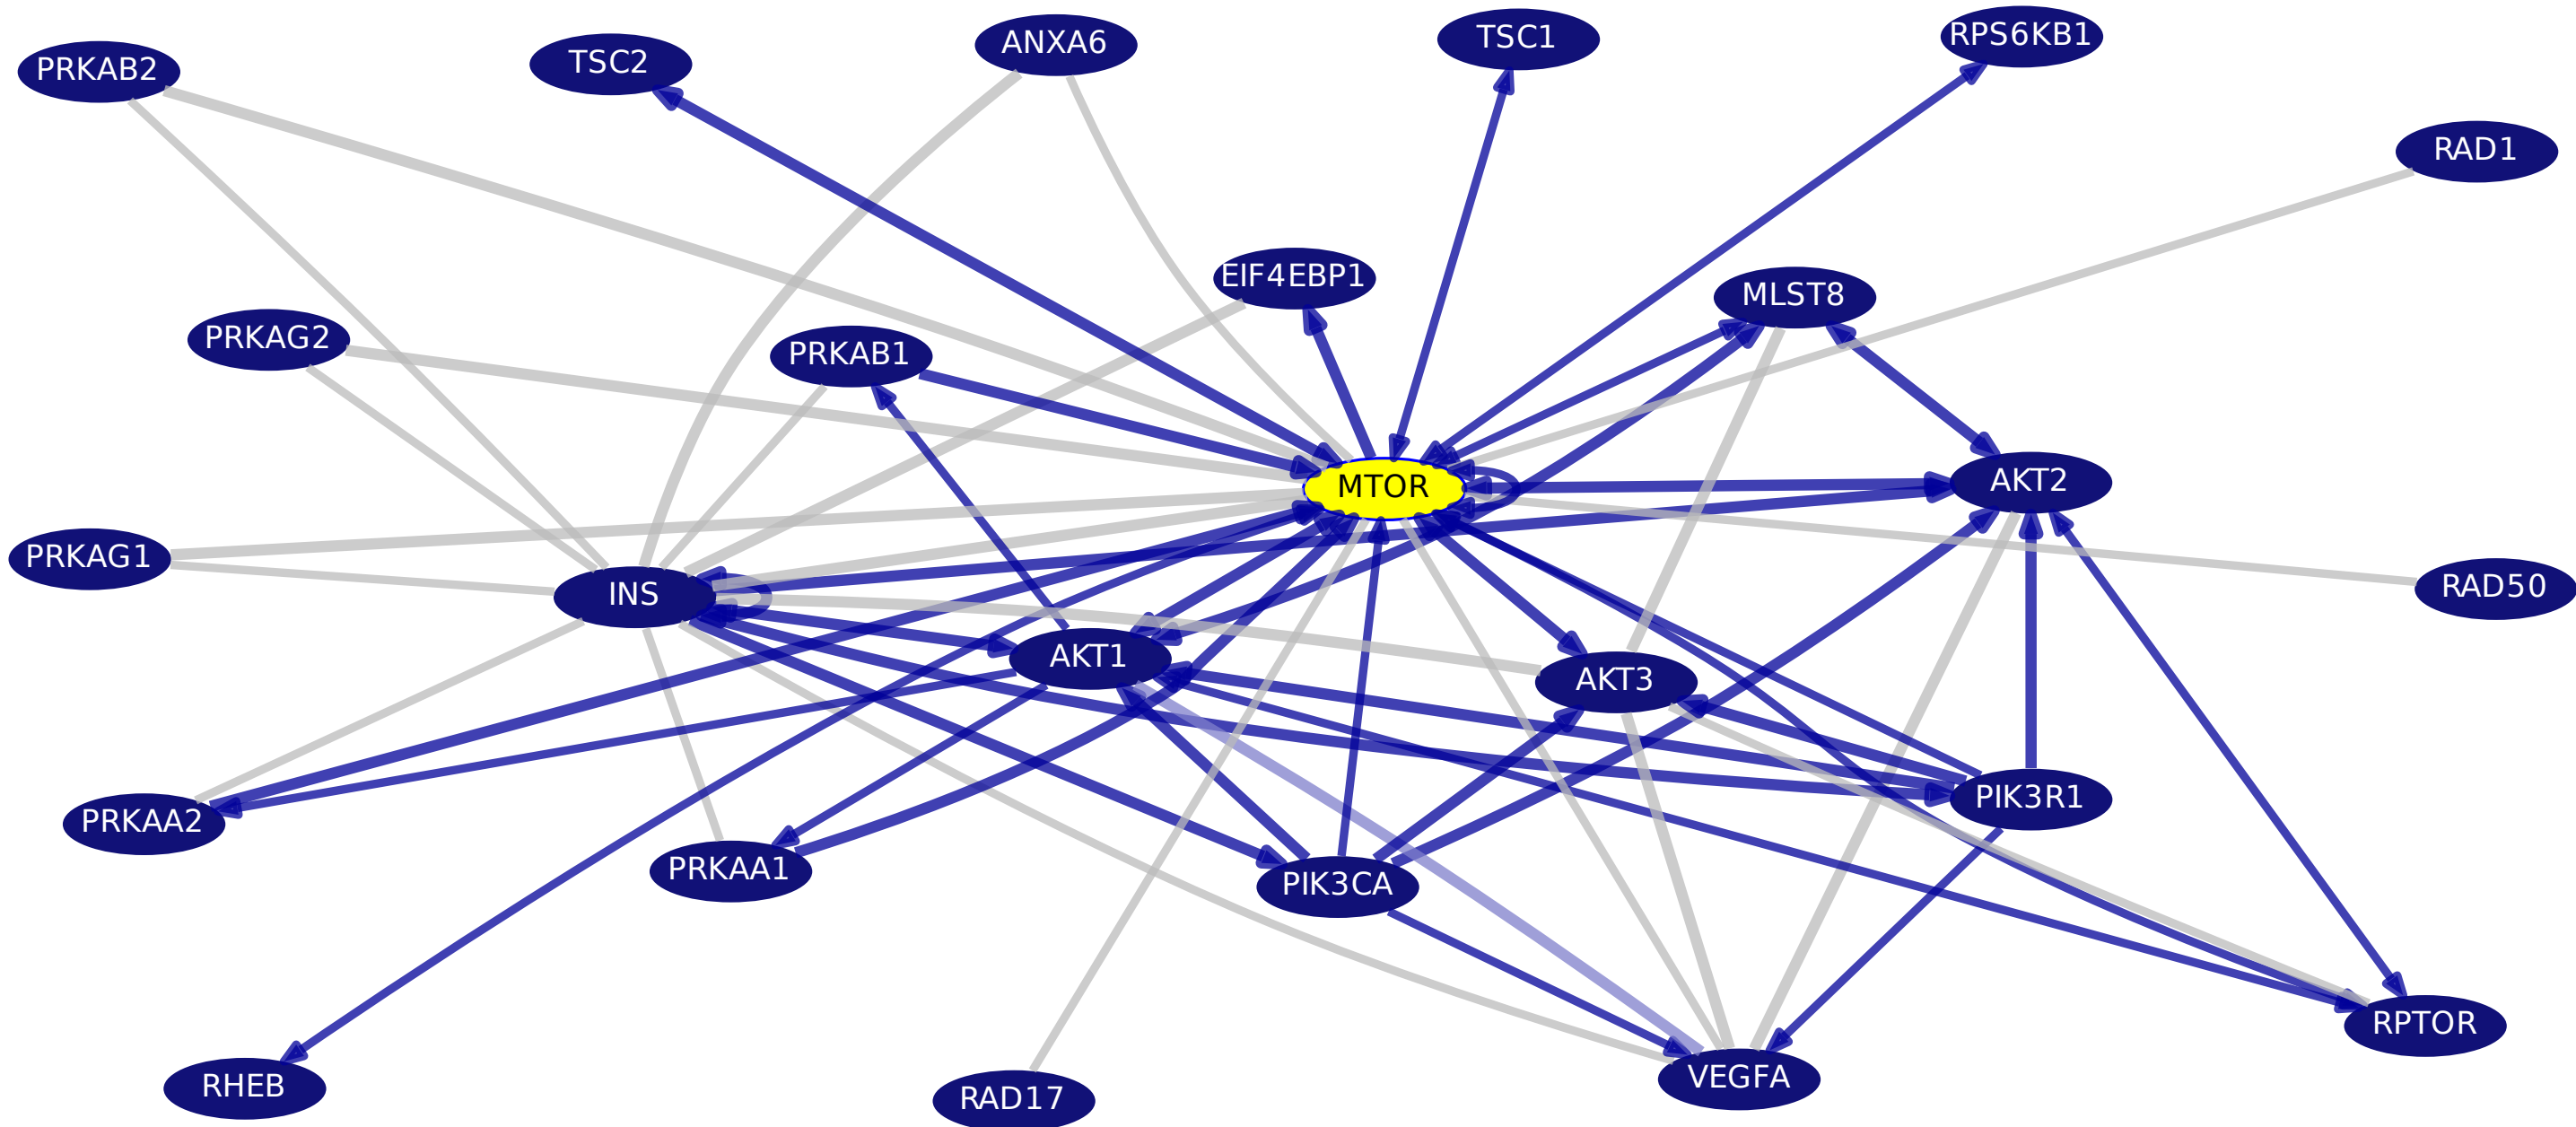 PRKAB2
TSC2
ANXA6
TSC1
RPS6KB1
RAD1
EIF4EBP1
MLST8
PRKAG2
PRKAB1
MTOR
AKT2
PRKAG1
INS
RAD50
AKT1
AKT3
PRKAA2
PIK3R1
PRKAA1
PIK3CA
RPTOR
RHEB
RAD17
VEGFA